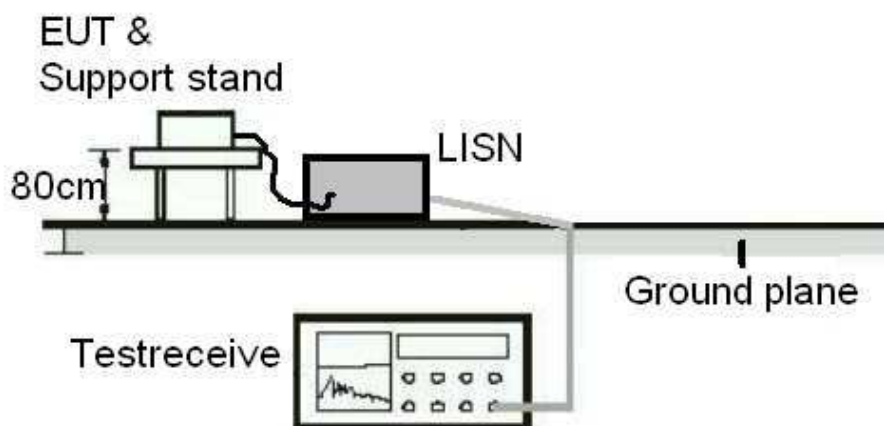 EUT &
Support stand
LISN
80cm
Ground plane
Testreceive